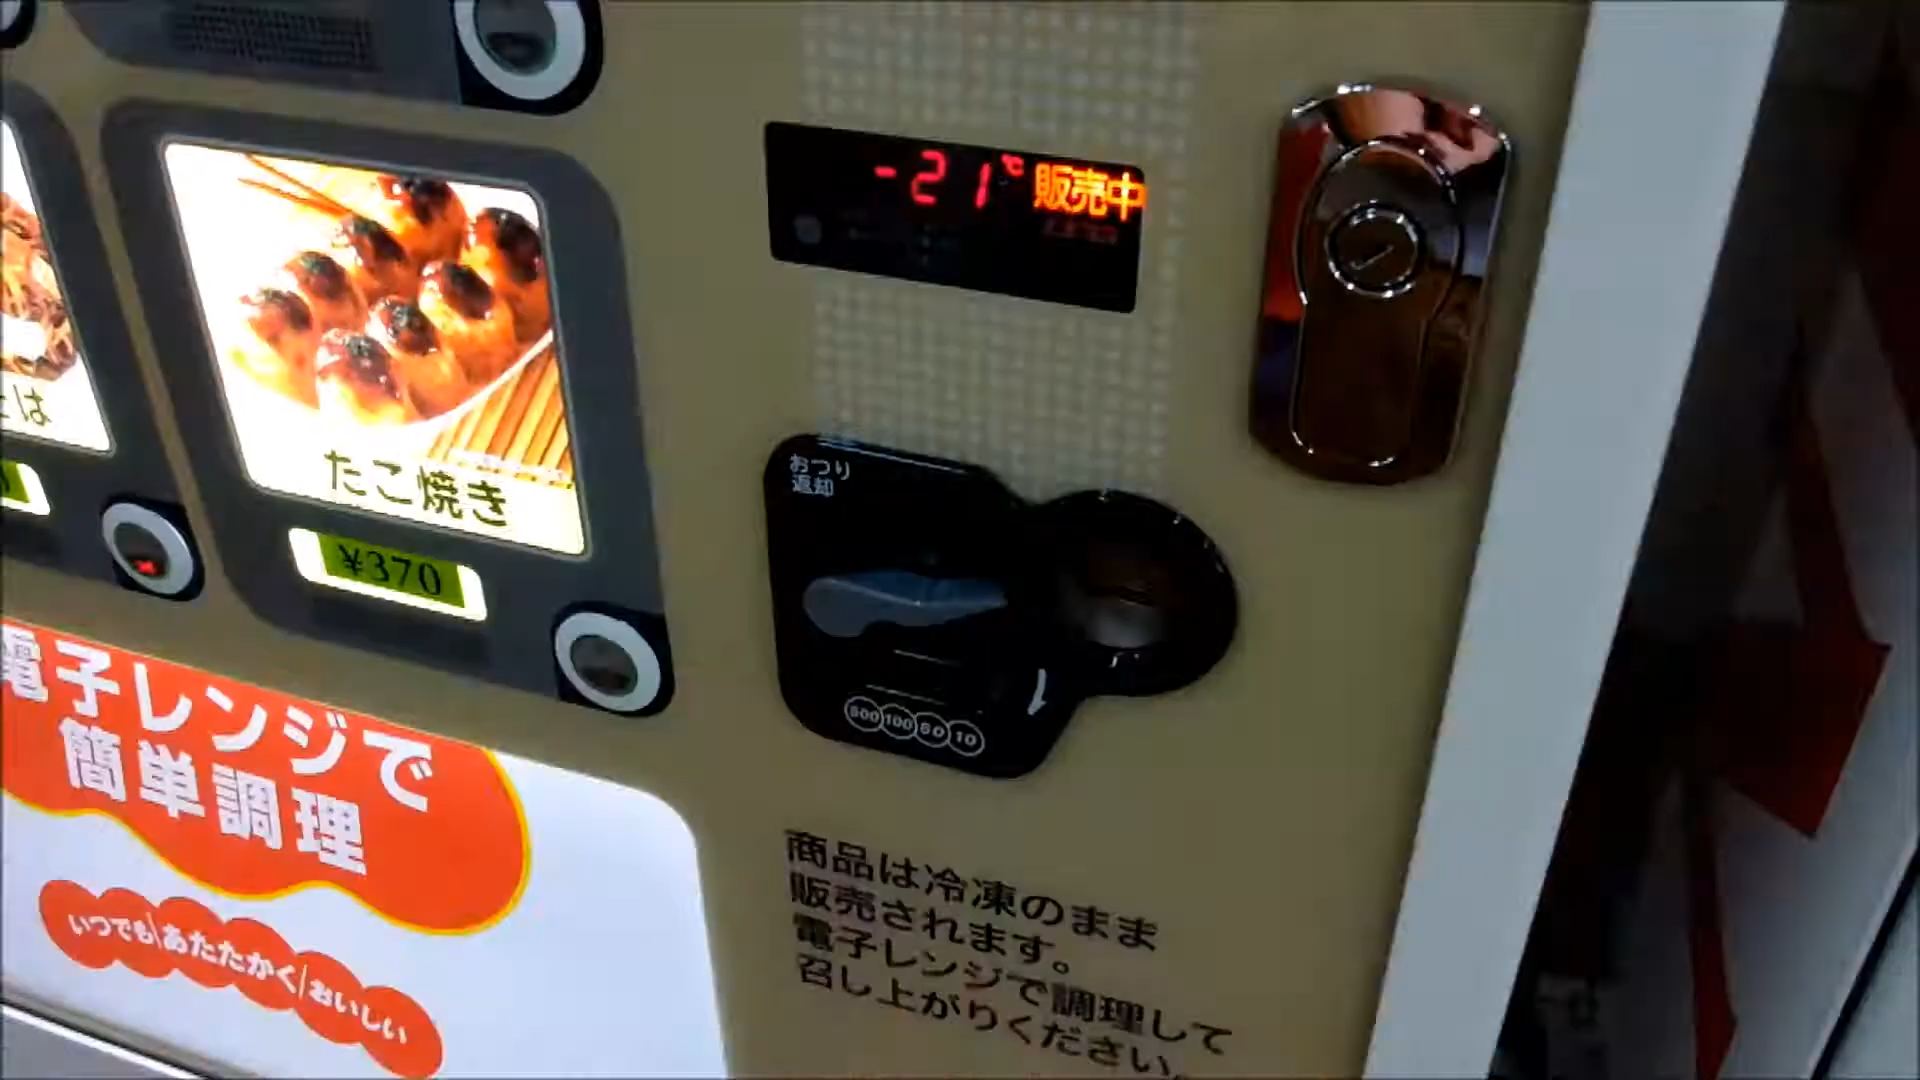 -21℃ 販売中
たこ焼き
¥370
おつり
返却
500 100 50 10
電子レンジで
簡単調理
いつでも あたたかく おいしい
商品は冷凍のまま
販売されます。
電子レンジで調理して
召し上がりください。